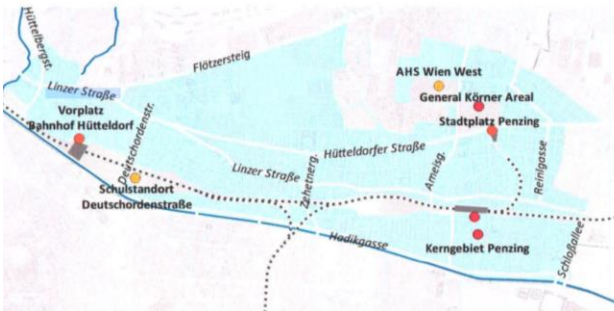 Hüttelbergst.
Flötzersteig
Linzer Straße
Vorplatz
Bahnhof Hütteldorf
Deutschordenstr.
Schulstandort
Deutschordenstraße
AHS Wien West
General Körner Areal
Stadtplatz Penzing
Hütteldorfer Straße
Linzer Straße
Zehetnerg.
Ameisg.
Reinlgasse
Hadikgasse
Kerngebiet Penzing
Schloßallee